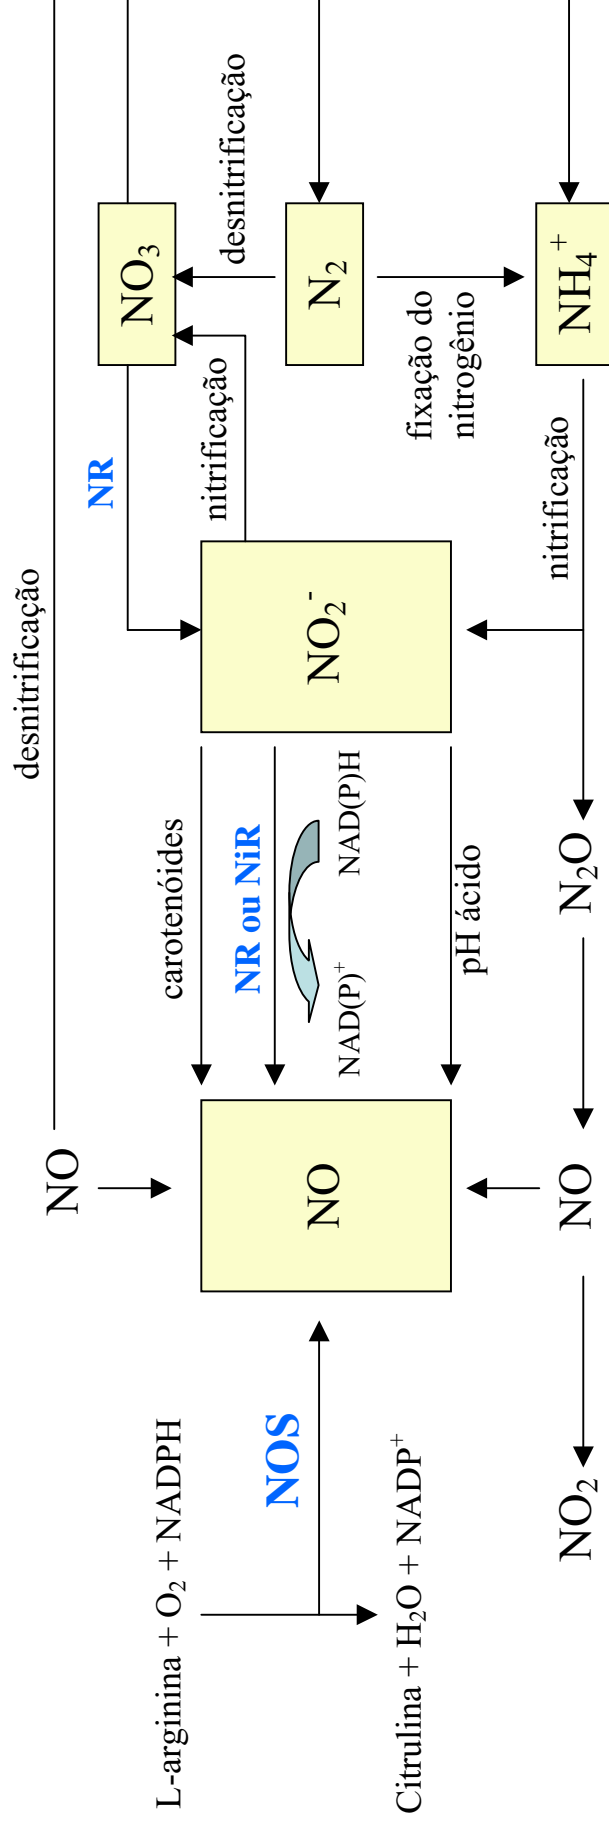 desnitrificação
NO
NR
NO₃
L-arginina + O₂ + NADPH
carotenóides
nitrificação
desnitrificação
NOS
NR ou NiR
NO
NAD(P)⁺
NAD(P)H
NO₂⁻
N₂
Citrulina + H₂O + NADP⁺
pH ácido
fixação do
nitrogênio
nitrificação
NO₂
NO
N₂O
NH₄⁺